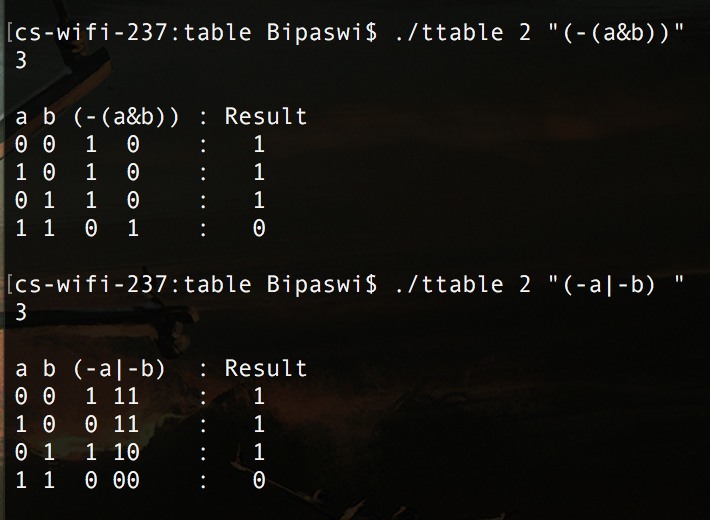 [cs-wifi-237:table Bipaswi$ ./ttable 2 "(-(a&b))"
3
a b (-(a&b)) : Result
0 0  1  0    :   1
1 0  1  0    :   1
0 1  1  0    :   1
1 1  0  1    :   0
[cs-wifi-237:table Bipaswi$ ./ttable 2 "(-a|-b) "
3
a b (-a|-b)  : Result
0 0  1 11    :   1
1 0  0 11    :   1
0 1  1 10    :   1
1 1  0 00    :   0